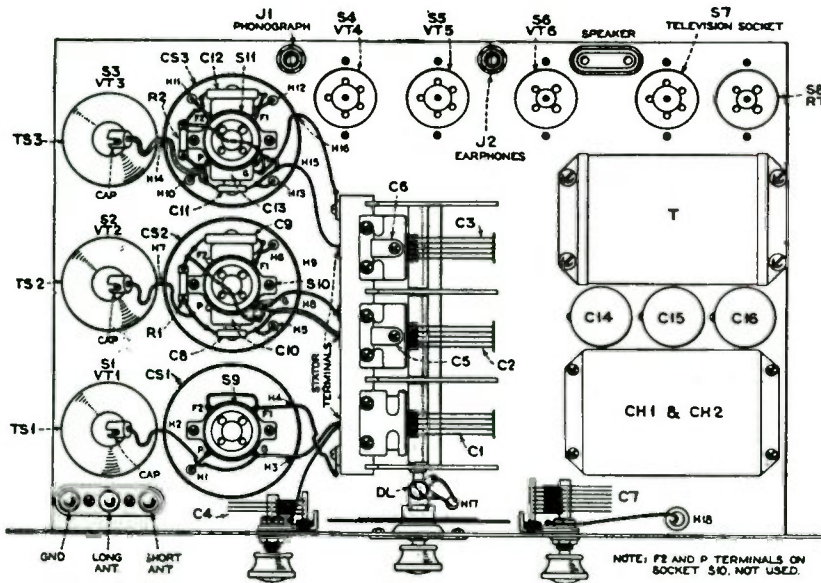 J1
PHONOGRAPH
S4
VT4
S5
VT5
S6
VT6
SPEAKER
S7
TELEVISION SOCKET
S3
VT3
CS3
C12
S11
H11
R2
F2
F1
H12
TS3
P
G
H15
H16
H14
H10
H13
CAP
C11
C13
J2
EARPHONES
S8
RT
T
C6
C3
S2
VT2
H7
CS2
C9
F2
F1
H6
H9
S10
TS2
P
H8
H5
CAP
R1
C8
C10
C14
C15
C16
C5
C2
STATOR
TERMINALS
S1
VT1
CS1
S9
H4
F2
F1
TS1
H2
P
G
H3
H1
CAP
C1
CH1 & CH2
DL
H17
C4
C7
H18
GND
LONG
ANT
SHORT
ANT
NOTE: F2 AND P TERMINALS ON
SOCKET S10, NOT USED.